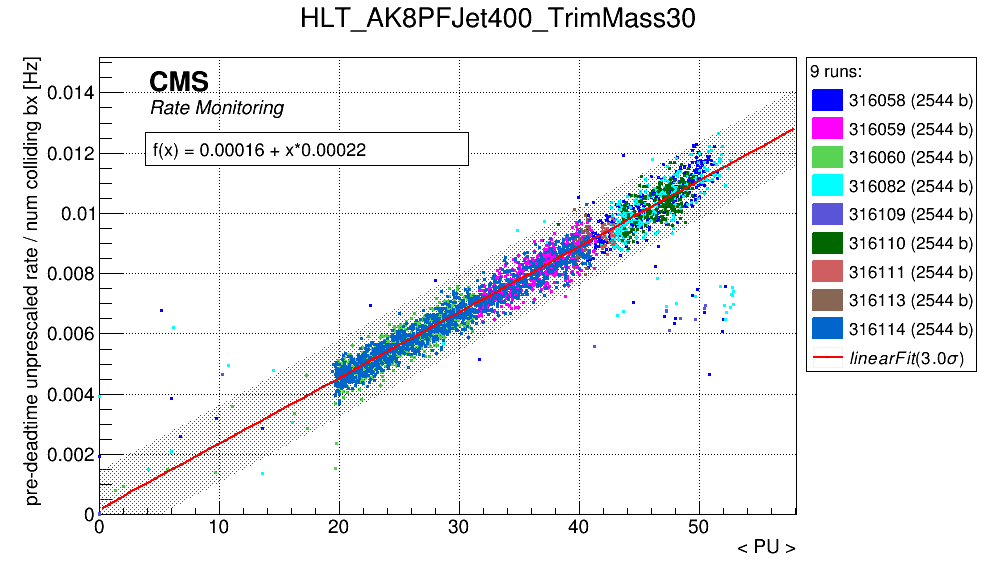 HLT_AK8PFJet400_TrimMass30
pre-deadtime unprescaled rate / num colliding bx [Hz]
0.014
0.012
0.01
0.008
0.006
0.004
0.002
0
CMS
Rate Monitoring
f(x) = 0.00016 + x*0.00022
0 10 20 30 40 50
< PU >
9 runs:
316058 (2544 b)
316059 (2544 b)
316060 (2544 b)
316082 (2544 b)
316109 (2544 b)
316110 (2544 b)
316111 (2544 b)
316113 (2544 b)
316114 (2544 b)
linearFit(3.0σ)